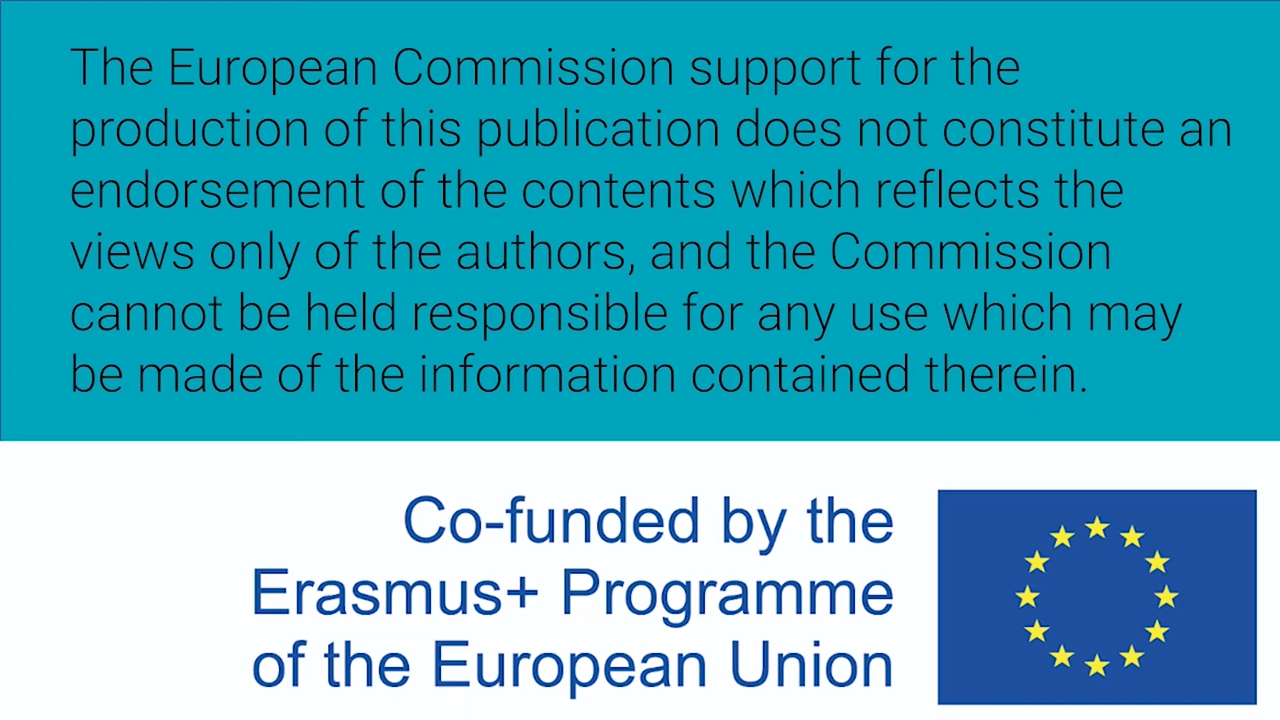 The European Commission support for the
production of this publication does not constitute an
endorsement of the contents which reflects the
views only of the authors, and the Commission
cannot be held responsible for any use which may
be made of the information contained therein.
Co-funded by the
Erasmus+ Programme
of the European Union